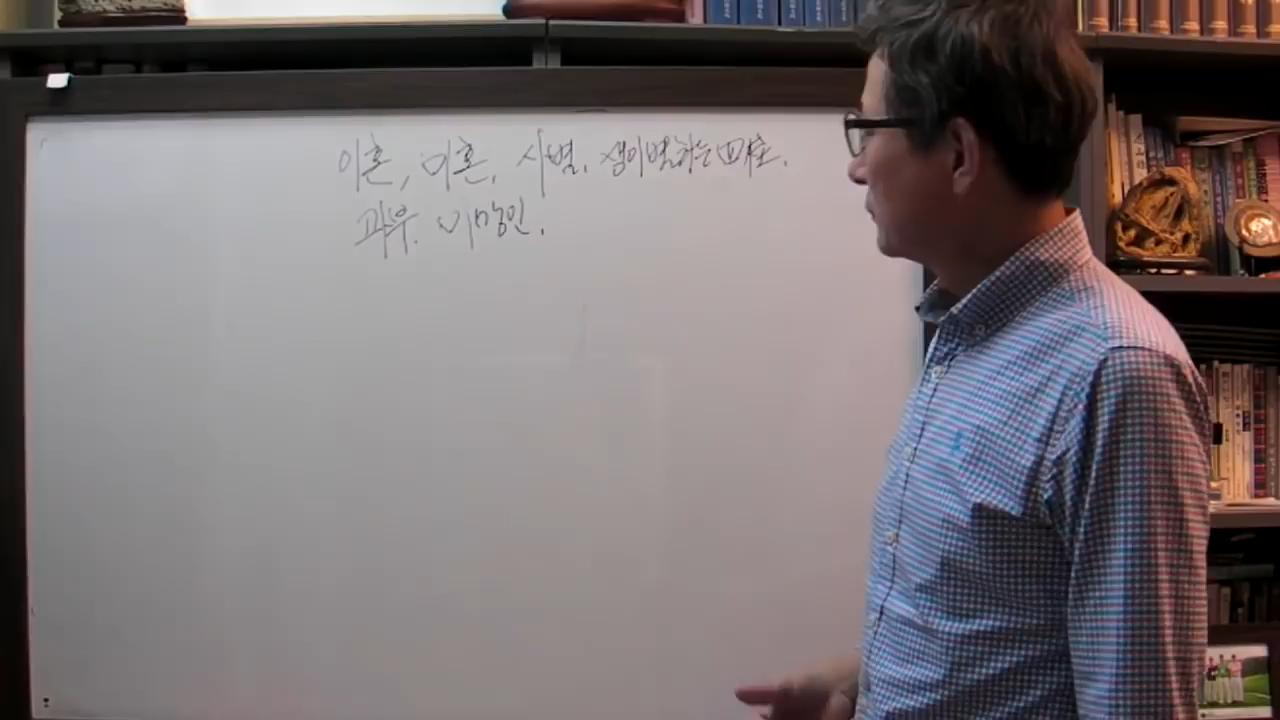 이혼, 미혼, 사별. 생이별하는 四柱.
과부. 미망인.